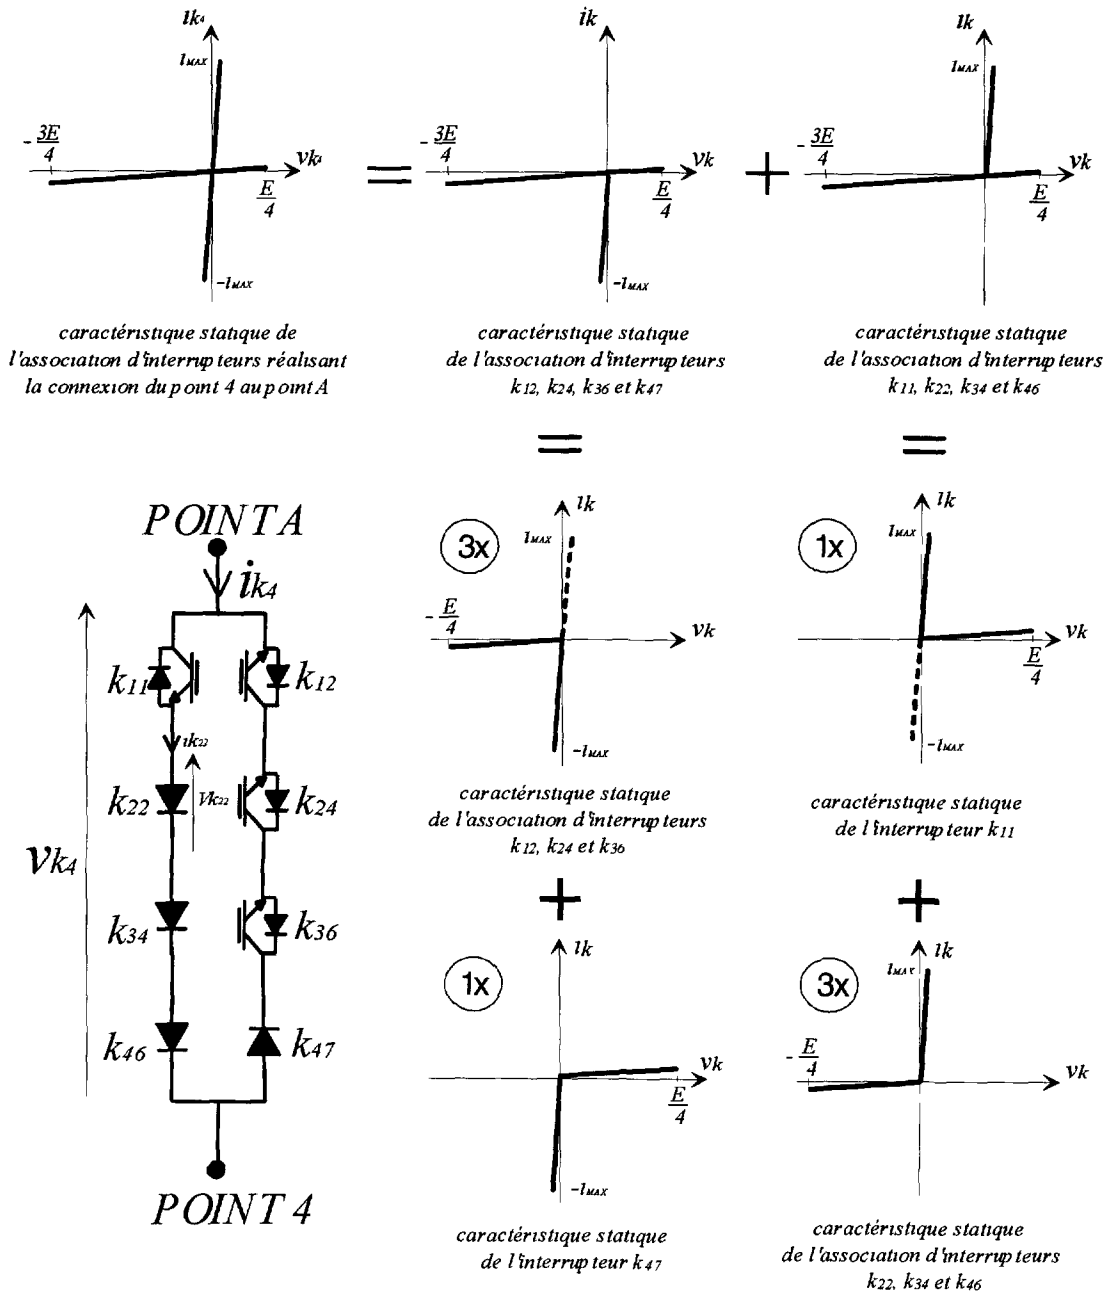 ik4
iMAX
-3E/4
vk4
E/4
-iMAX
=
ik
-3E/4
vk
E/4
-iMAX
+
ik
iMAX
-3E/4
vk
E/4
caractéristique statique de
l'association d'interrupteurs réalisant
la connexion du point 4 au point A
caractéristique statique
de l'association d'interrupteurs
k12, k24, k36 et k47
caractéristique statique
de l'association d'interrupteurs
k11, k22, k34 et k46
=
=
POINT A
ik4
k11
k12
ik22
k22
Vk22
k24
vk4
k34
k36
k46
k47
POINT 4
3x
ik
iMAX
-E/4
vk
-iMAX
caractéristique statique
de l'association d'interrupteurs
k12, k24 et k36
1x
ik
iMAX
vk
E/4
-iMAX
caractéristique statique
de l'interrupteur k11
+
+
1x
ik
vk
E/4
-iMAX
caractéristique statique
de l'interrupteur k47
3x
ik
iMAX
-E/4
vk
caractéristique statique
de l'association d'interrupteurs
k22, k34 et k46